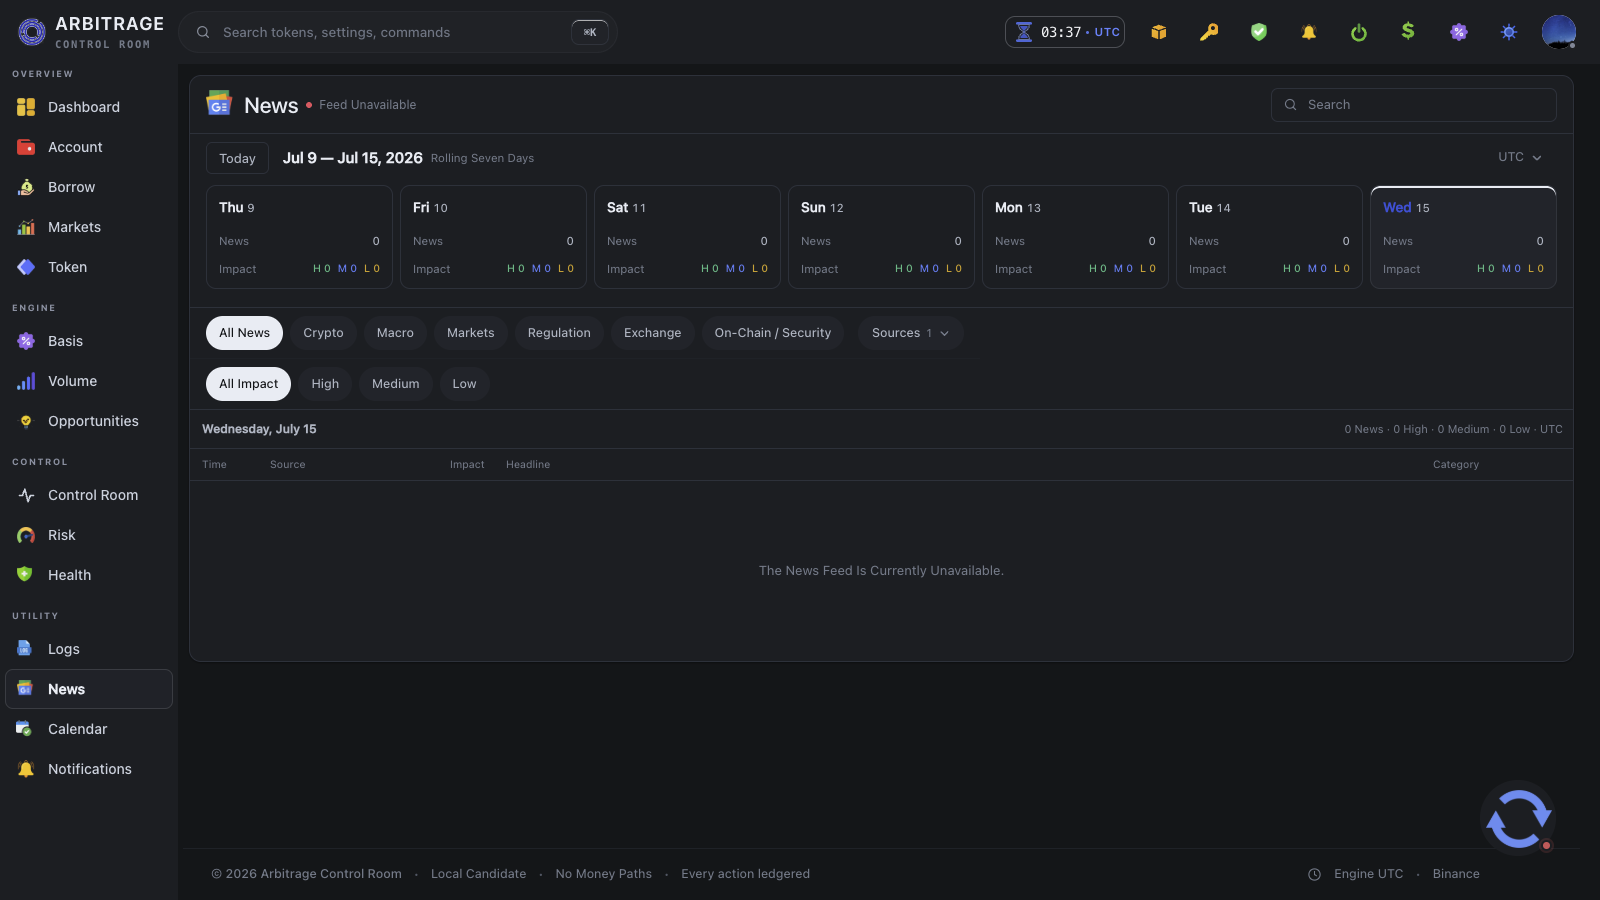 ARBITRAGE
CONTROL ROOM
Search tokens, settings, commands
⌘K
03:37 • UTC
OVERVIEW
Dashboard
Account
Borrow
Markets
Token
ENGINE
Basis
Volume
Opportunities
CONTROL
Control Room
Risk
Health
UTILITY
Logs
News
Calendar
Notifications
News
Feed Unavailable
Search
Today
Jul 9 — Jul 15, 2026
Rolling Seven Days
UTC
Thu 9
News 0
Impact H 0 M 0 L 0
Fri 10
News 0
Impact H 0 M 0 L 0
Sat 11
News 0
Impact H 0 M 0 L 0
Sun 12
News 0
Impact H 0 M 0 L 0
Mon 13
News 0
Impact H 0 M 0 L 0
Tue 14
News 0
Impact H 0 M 0 L 0
Wed 15
News 0
Impact H 0 M 0 L 0
All News Crypto Macro Markets Regulation Exchange On-Chain / Security Sources 1
All Impact High Medium Low
Wednesday, July 15
0 News · 0 High · 0 Medium · 0 Low · UTC
Time Source Impact Headline Category
The News Feed Is Currently Unavailable.
© 2026 Arbitrage Control Room · Local Candidate · No Money Paths · Every action ledgered
Engine UTC · Binance